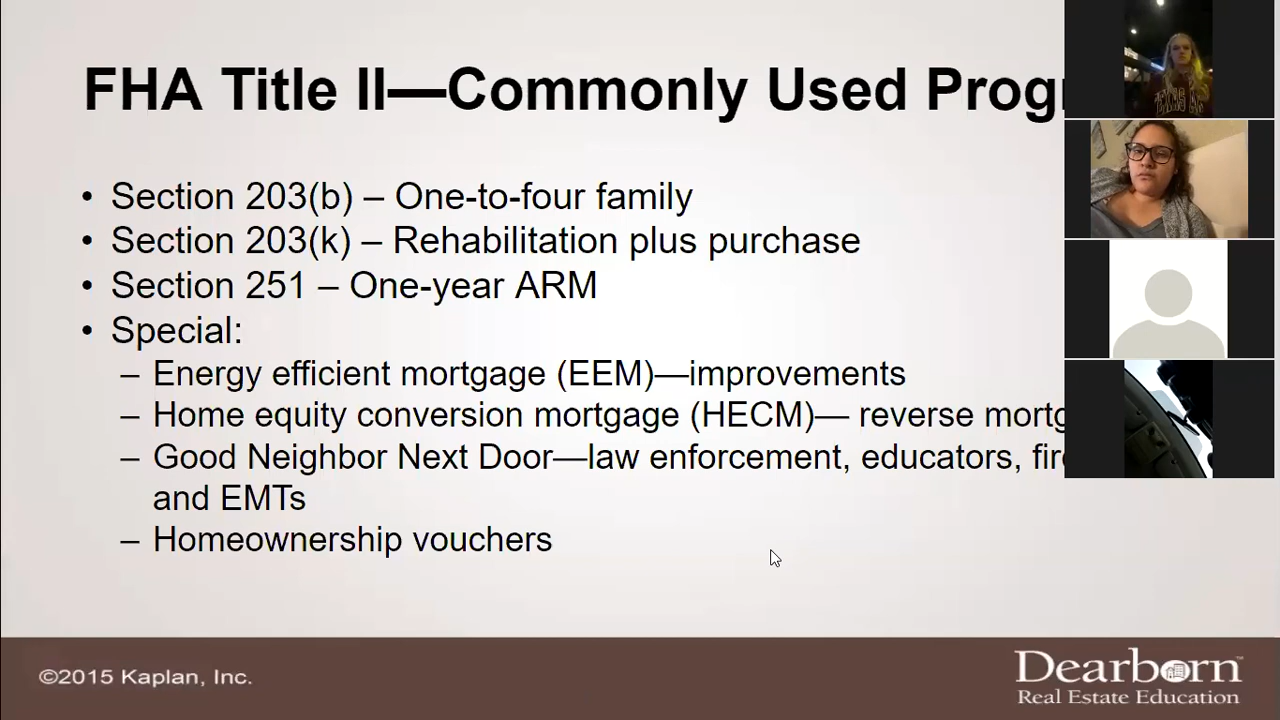 FHA Title II—Commonly Used Prog
• Section 203(b) – One-to-four family
• Section 203(k) – Rehabilitation plus purchase
• Section 251 – One-year ARM
• Special:
– Energy efficient mortgage (EEM)—improvements
– Home equity conversion mortgage (HECM)— reverse mortg
– Good Neighbor Next Door—law enforcement, educators, fire
and EMTs
– Homeownership vouchers
©2015 Kaplan, Inc.
Dearborn™
Real Estate Education